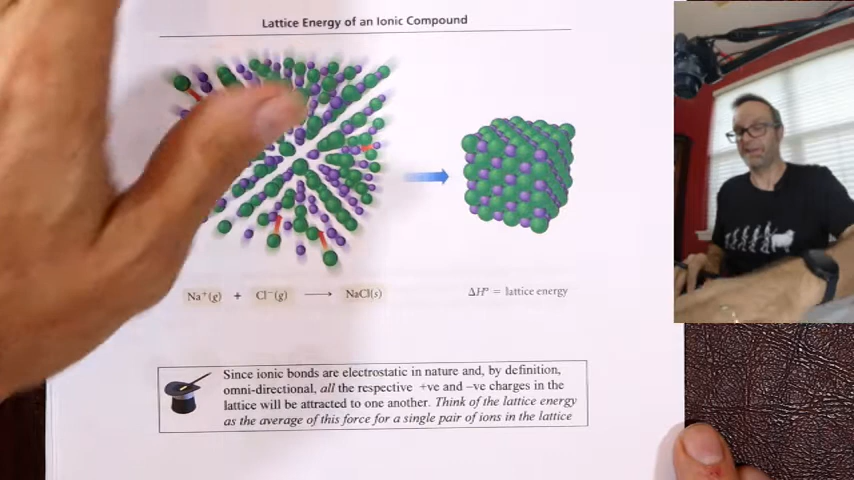 Lattice Energy of an Ionic Compound
Na⁺(g) + Cl⁻(g) ⟶ NaCl(s) ΔH° = lattice energy
Since ionic bonds are electrostatic in nature and, by definition,
omni-directional, all the respective +ve and −ve charges in the
lattice will be attracted to one another. Think of the lattice energy
as the average of this force for a single pair of ions in the lattice